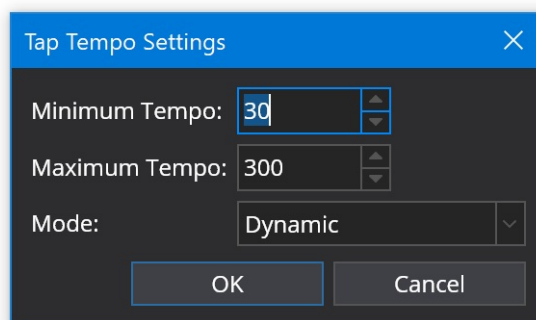 Tap Tempo Settings
Minimum Tempo: 30
Maximum Tempo: 300
Mode: Dynamic
OK Cancel